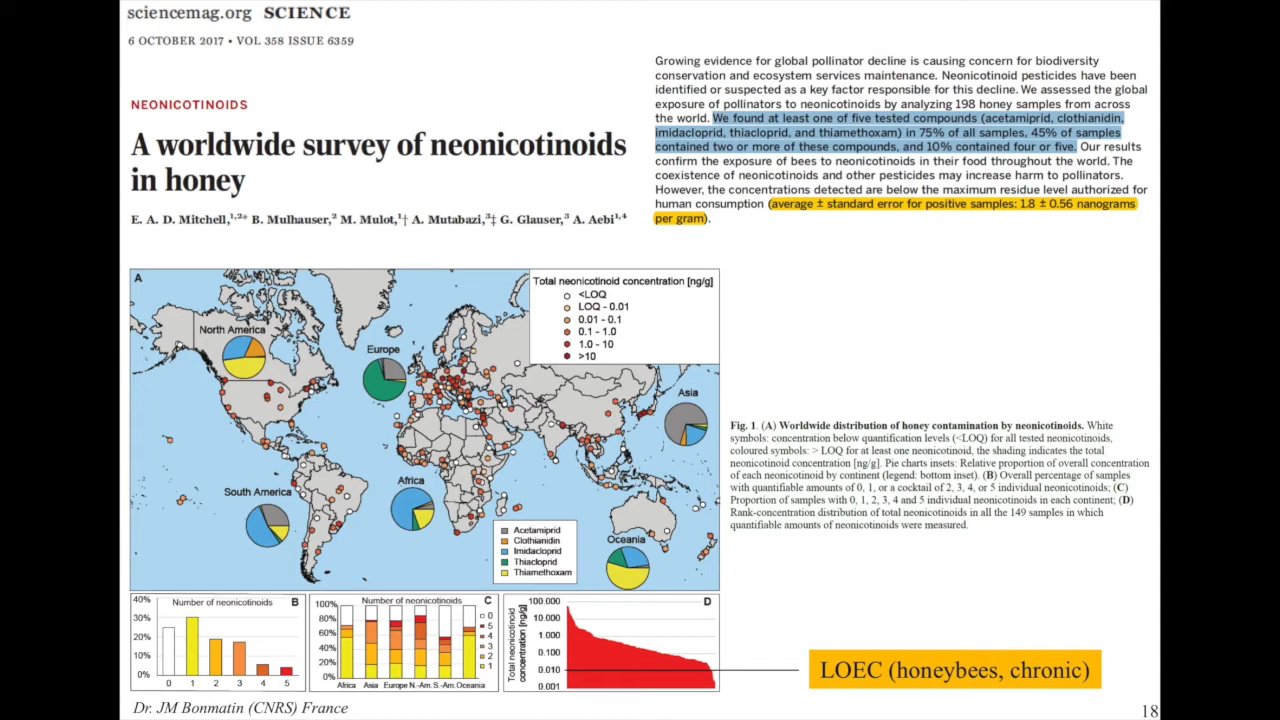 sciencemag.org SCIENCE
6 OCTOBER 2017 • VOL 358 ISSUE 6359
NEONICOTINOIDS
A worldwide survey of neonicotinoids
in honey
E. A. D. Mitchell,1,2* B. Mulhauser,2 M. Mulot,1† A. Mutabazi,3‡ G. Glauser,3 A. Aebi1,4
Growing evidence for global pollinator decline is causing concern for biodiversity
conservation and ecosystem services maintenance. Neonicotinoid pesticides have been
identified or suspected as a key factor responsible for this decline. We assessed the global
exposure of pollinators to neonicotinoids by analyzing 198 honey samples from across
the world. We found at least one of five tested compounds (acetamiprid, clothianidin,
imidacloprid, thiacloprid, and thiamethoxam) in 75% of all samples, 45% of samples
contained two or more of these compounds, and 10% contained four or five. Our results
confirm the exposure of bees to neonicotinoids in their food throughout the world. The
coexistence of neonicotinoids and other pesticides may increase harm to pollinators.
However, the concentrations detected are below the maximum residue level authorized for
human consumption (average ± standard error for positive samples: 1.8 ± 0.56 nanograms
per gram).
A
Total neonicotinoid concentration [ng/g]
<LOQ
LOQ - 0.01
0.01 - 0.1
0.1 - 1.0
1.0 - 10
>10
North America
Europe
Asia
South America
Africa
Oceania
Acetamiprid
Clothianidin
Imidacloprid
Thiacloprid
Thiamethoxam
Fig. 1. (A) Worldwide distribution of honey contamination by neonicotinoids. White
symbols: concentration below quantification levels (<LOQ) for all tested neonicotinoids,
coloured symbols: > LOQ for at least one neonicotinoid, the shading indicates the total
neonicotinoid concentration [ng/g]. Pie charts insets: Relative proportion of overall concentration
of each neonicotinoid by continent (legend: bottom inset). (B) Overall percentage of samples
with quantifiable amounts of 0, 1, or a cocktail of 2, 3, 4, or 5 individual neonicotinoids; (C)
Proportion of samples with 0, 1, 2, 3, 4 and 5 individual neonicotinoids in each continent; (D)
Rank-concentration distribution of total neonicotinoids in all the 149 samples in which
quantifiable amounts of neonicotinoids were measured.
Number of neonicotinoids B
40%
30%
20%
10%
0%
0 1 2 3 4 5
Number of neonicotinoids C
100%
80%
60%
40%
20%
0%
0
5
4
3
2
1
Africa Asia Europe N.-Am. S.-Am. Oceania
D
Total neonicotinoid
concentration [ng/g]
100.000
10.000
1.000
0.100
0.010
0.001
LOEC (honeybees, chronic)
Dr. JM Bonmatin (CNRS) France
18